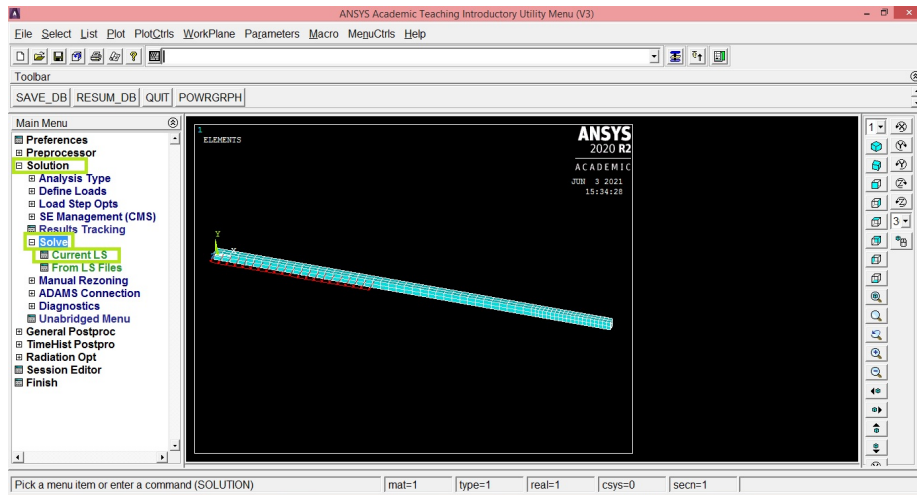 ANSYS Academic Teaching Introductory Utility Menu (V3)
File Select List Plot PlotCtrls WorkPlane Parameters Macro MenuCtrls Help
Toolbar
SAVE_DB RESUM_DB QUIT POWRGRPH
Main Menu
Preferences
Preprocessor
Solution
Analysis Type
Define Loads
Load Step Opts
SE Management (CMS)
Results Tracking
Solve
Current LS
From LS Files
Manual Rezoning
ADAMS Connection
Diagnostics
Unabridged Menu
General Postproc
TimeHist Postpro
Radiation Opt
Session Editor
Finish
1
ELEMENTS
ANSYS
2020 R2
ACADEMIC
JUN 3 2021
15:34:28
Y
X
1
3
Pick a menu item or enter a command (SOLUTION) mat=1 type=1 real=1 csys=0 secn=1